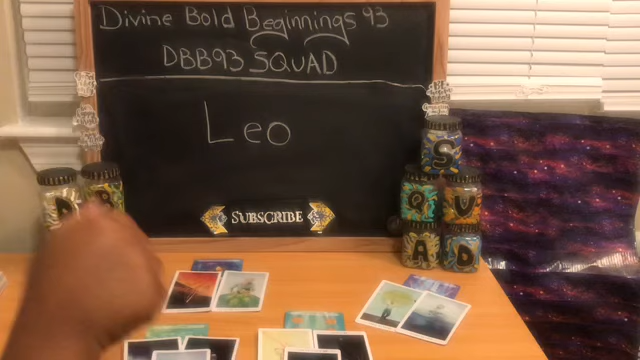 Divine Bold Beginnings 93
DBB93 SQUAD
Leo
SUBSCRIBE
S
Q U
A D
B